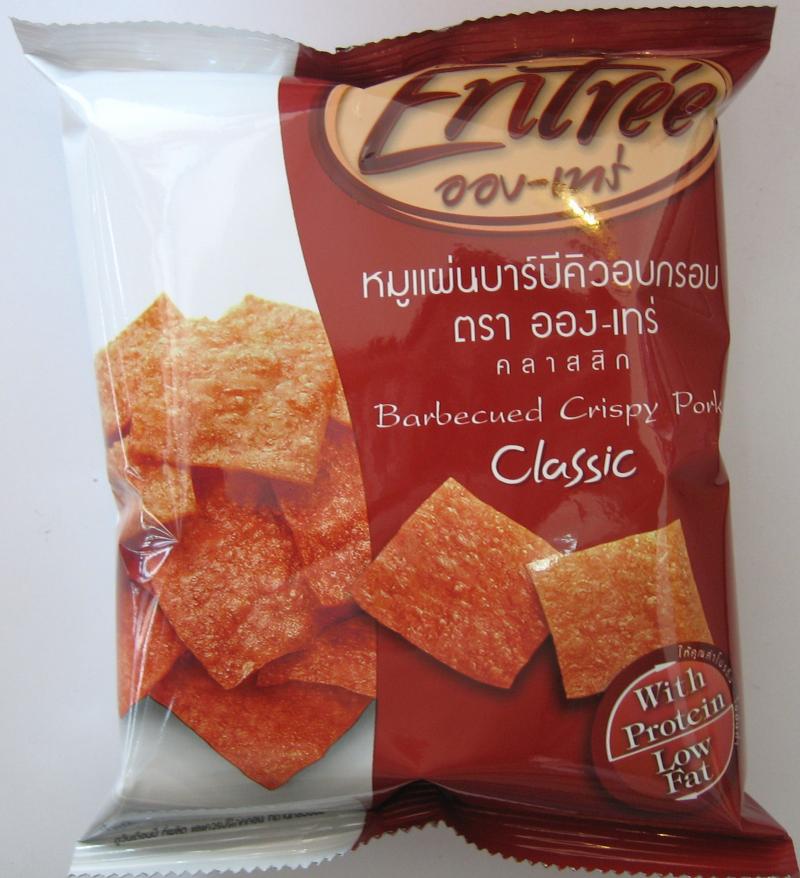 Entrée
ออง-เทร่
หมูแผ่นบาร์บีคิวอบกรอบ
ตรา ออง-เทร่
คลาสสิก
Barbecued Crispy Pork
Classic
With
Protein
Low
Fat